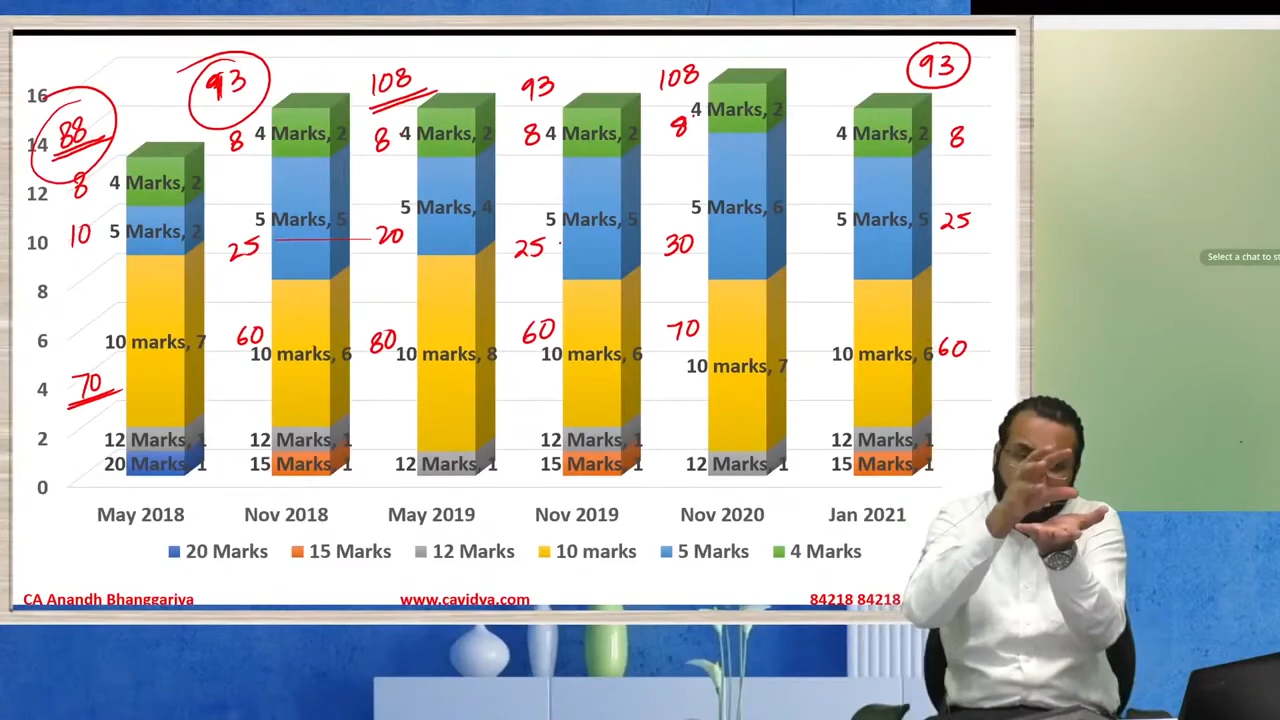 93
108
93
108
93
16
88
14
12
10
8
6
4
2
0
8
4 Marks, 2
8
4 Marks, 2
8
4 Marks, 2
8
4 Marks, 2
8
4 Marks, 2
4 Marks, 2
8
10
5 Marks, 2
25
5 Marks, 5
20
5 Marks, 4
25
5 Marks, 5
30
5 Marks, 6
5 Marks, 5
25
70
10 marks, 7
60
10 marks, 6
80
10 marks, 8
60
10 marks, 6
70
10 marks, 7
10 marks, 6
60
12 Marks, 1
12 Marks, 1
12 Marks, 1
12 Marks, 1
20 Marks, 1
15 Marks, 1
12 Marks, 1
15 Marks, 1
12 Marks, 1
15 Marks, 1
May 2018 Nov 2018 May 2019 Nov 2019 Nov 2020 Jan 2021
20 Marks 15 Marks 12 Marks 10 marks 5 Marks 4 Marks
CA Anandh Bhanggariya www.cavidya.com 84218 84218
Select a chat to st